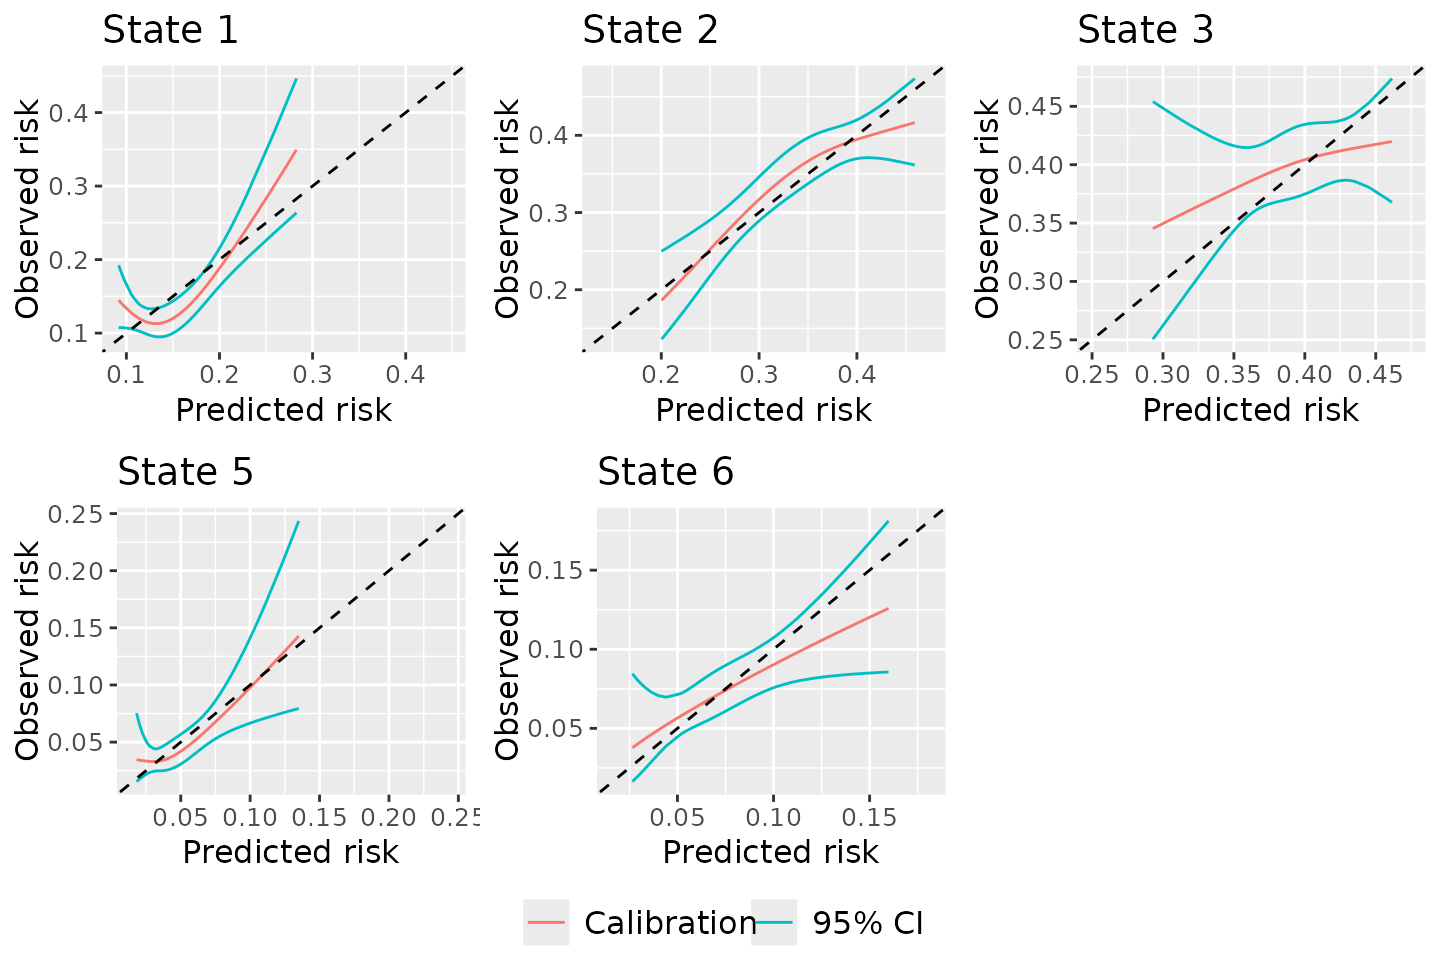 State 1
State 2
State 3
Observed risk
0.4
0.3
0.2
0.1
0.1 0.2 0.3 0.4
Predicted risk
Observed risk
0.4
0.3
0.2
0.2 0.3 0.4
Predicted risk
Observed risk
0.45
0.40
0.35
0.30
0.25
0.25 0.30 0.35 0.40 0.45
Predicted risk
State 5
State 6
Observed risk
0.25
0.20
0.15
0.10
0.05
0.05 0.10 0.15 0.20 0.25
Predicted risk
Observed risk
0.15
0.10
0.05
0.05 0.10 0.15
Predicted risk
Calibration 95% CI